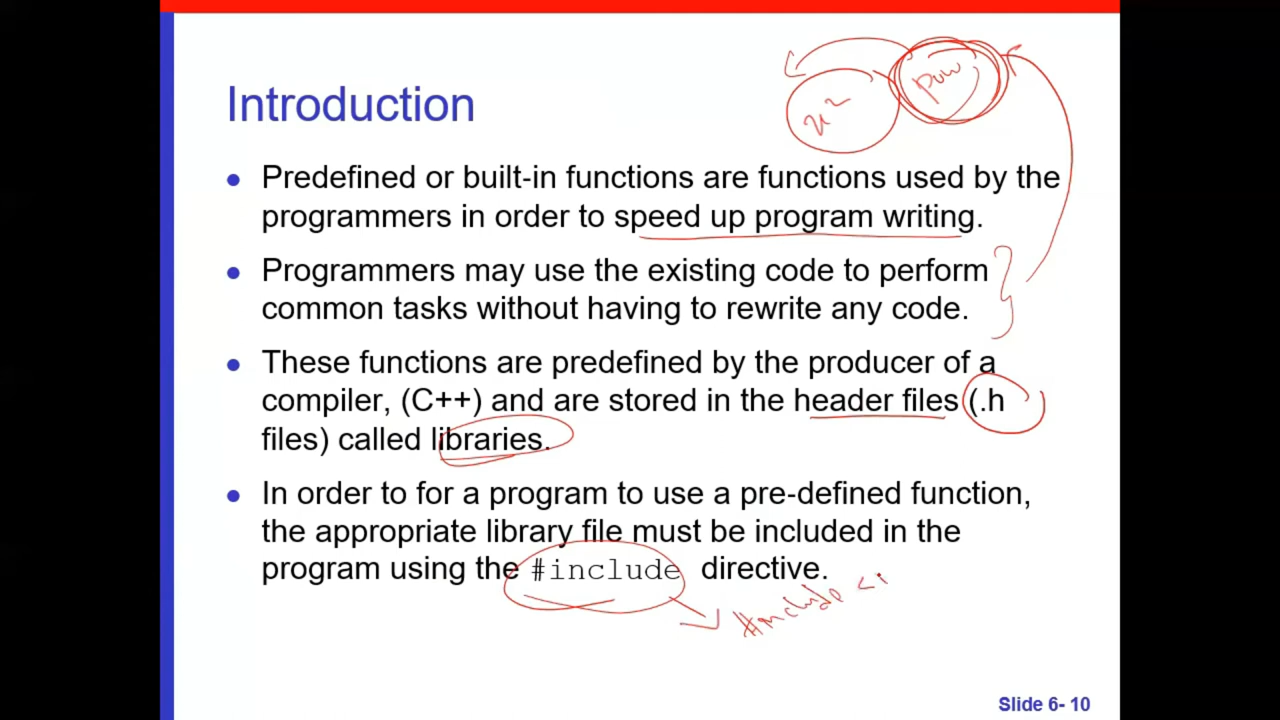 pow
x²
Introduction
• Predefined or built-in functions are functions used by the
programmers in order to speed up program writing.
• Programmers may use the existing code to perform
common tasks without having to rewrite any code.
• These functions are predefined by the producer of a
compiler, (C++) and are stored in the header files (.h
files) called libraries.
• In order to for a program to use a pre-defined function,
the appropriate library file must be included in the
program using the #include directive.
#include <i
Slide 6- 10